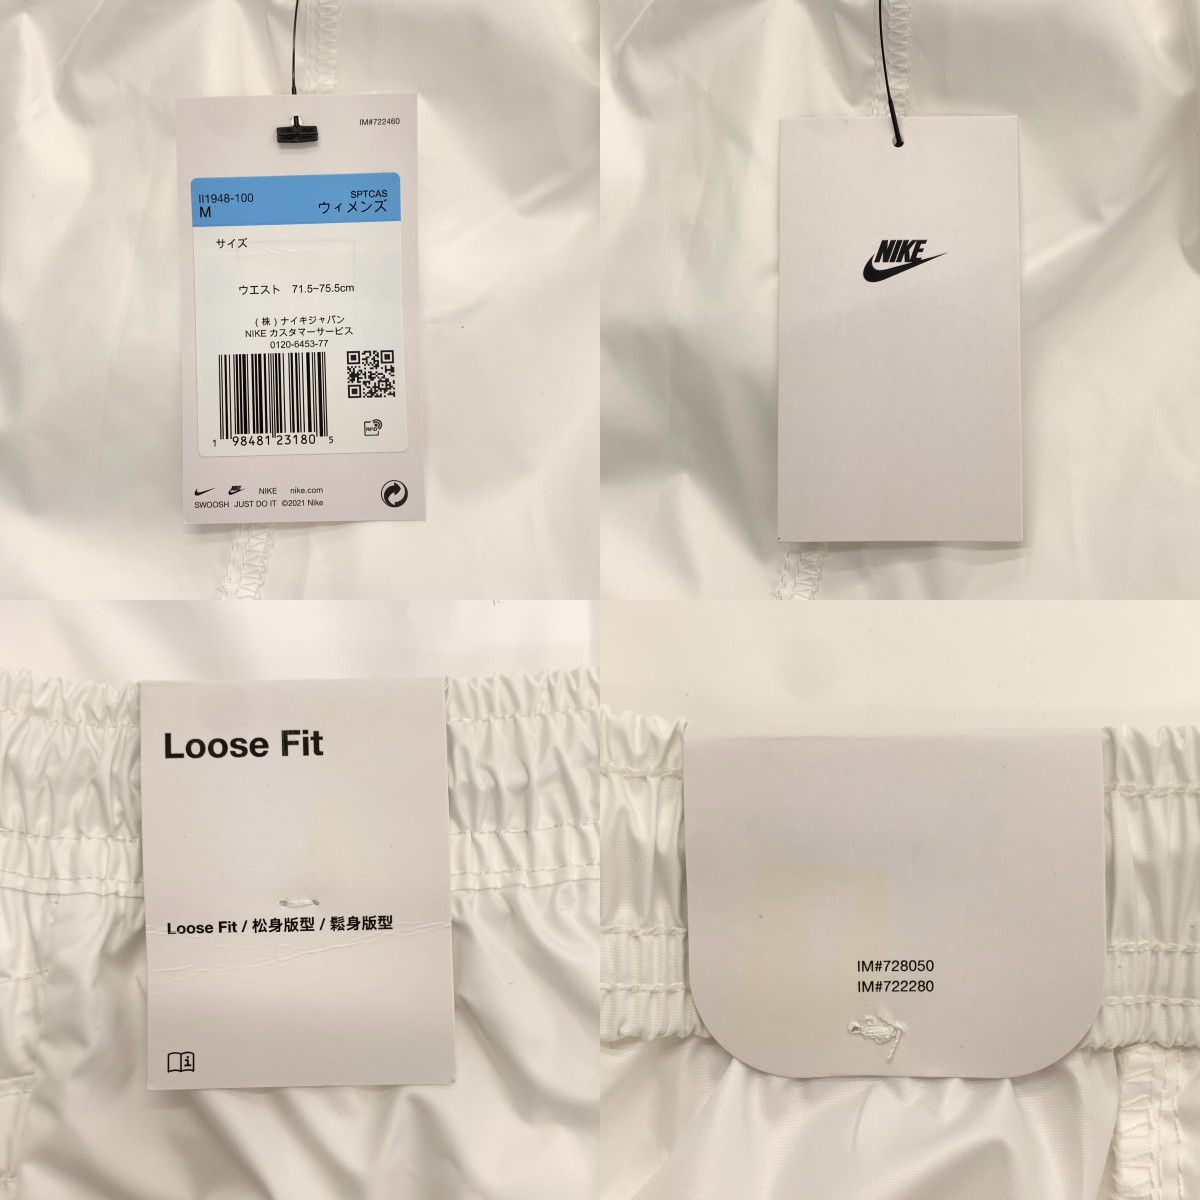 IM#722460
II1948-100 SPTCAS
M ウィメンズ
サイズ
ウエスト 71.5~75.5cm
(株)ナイキジャパン
NIKE カスタマーサービス
0120-6453-77
RFID
1 98481 23180 5
NIKE nike.com
SWOOSH JUST DO IT ©2021 Nike
NIKE
Loose Fit
Loose Fit / 松身版型 / 鬆身版型
IM#728050
IM#722280